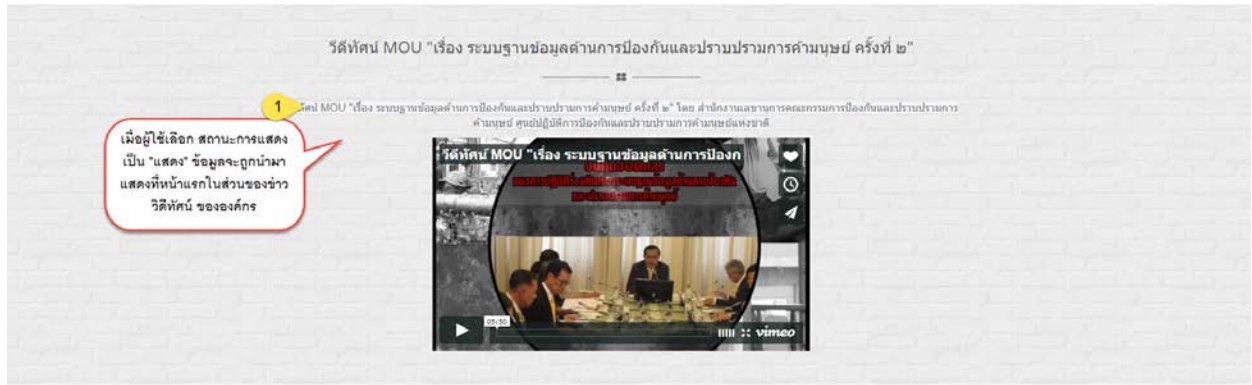 วีดีทัศน์ MOU "เรื่อง ระบบฐานข้อมูลด้านการป้องกันและปราบปรามการค้ามนุษย์ ครั้งที่ ๒"
1
ทัศน์ MOU "เรื่อง ระบบฐานข้อมูลด้านการป้องกันและปราบปรามการค้ามนุษย์ ครั้งที่ ๒" โดย สำนักงานเลขานุการคณะกรรมการป้องกันและปราบปรามการ
ค้ามนุษย์ ศูนย์ปฏิบัติการป้องกันและปราบปรามการค้ามนุษย์แห่งชาติ
เมื่อผู้ใช้เลือก สถานะการแสดง
เป็น "แสดง" ข้อมูลจะถูกนำมา
แสดงที่หน้าแรกในส่วนของข่าว
วิดีทัศน์ ขององค์กร
วีดีทัศน์ MOU "เรื่อง ระบบฐานข้อมูลด้านการป้องก
05:50
vimeo